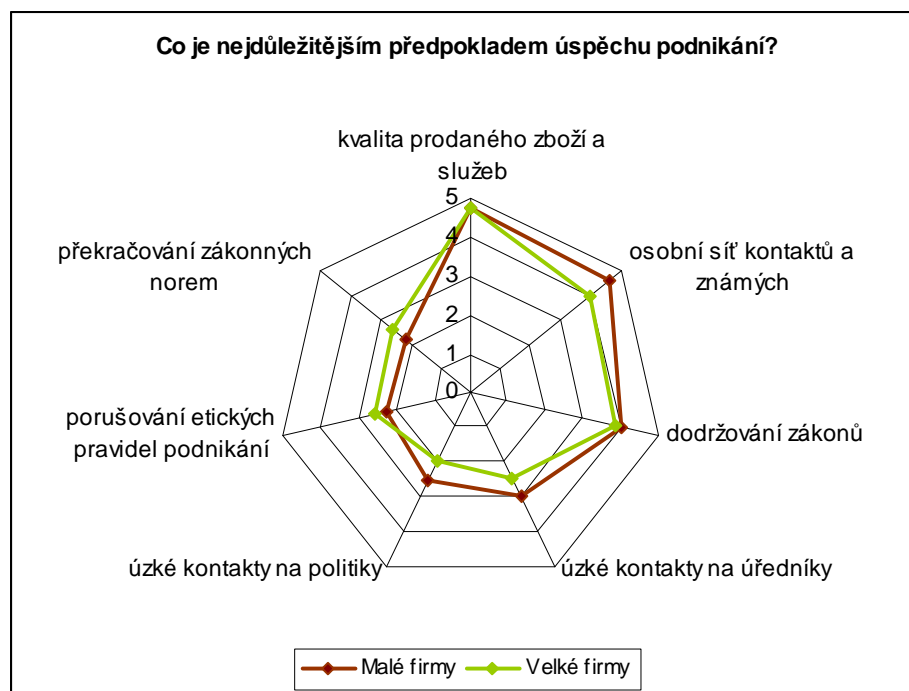 Co je nejdůležitějším předpokladem úspěchu podnikání?
kvalita prodaného zboží a
služeb
osobní síť kontaktů a
známých
dodržování zákonů
úzké kontakty na úředníky
úzké kontakty na politiky
porušování etických
pravidel podnikání
překračování zákonných
norem
5
4
3
2
1
0
Malé firmy
Velké firmy